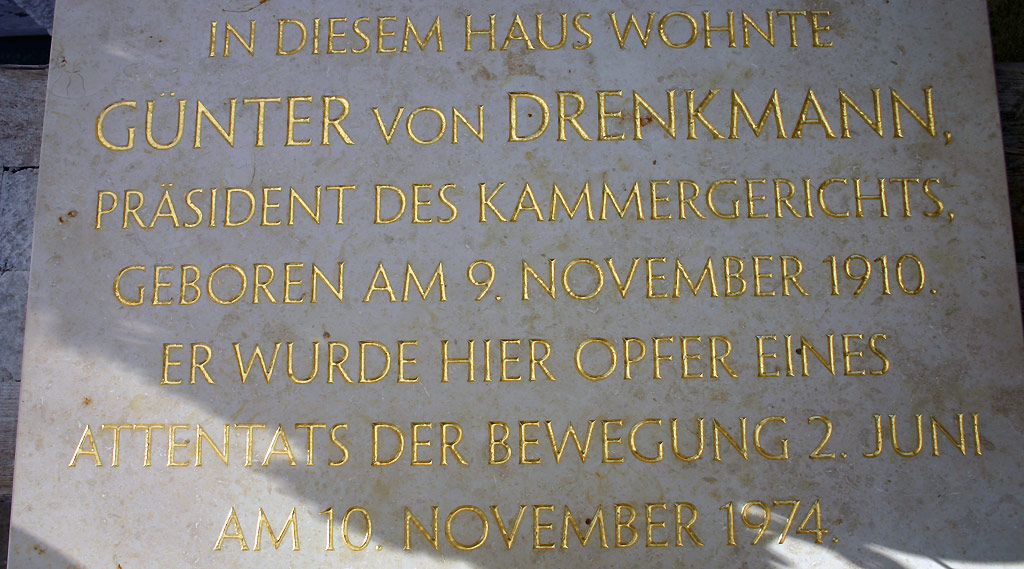 IN DIESEM HAUS WOHNTE
GÜNTER VON DRENKMANN,
PRÄSIDENT DES KAMMERGERICHTS,
GEBOREN AM 9. NOVEMBER 1910.
ER WURDE HIER OPFER EINES
ATTENTATS DER BEWEGUNG 2. JUNI
AM 10. NOVEMBER 1974.